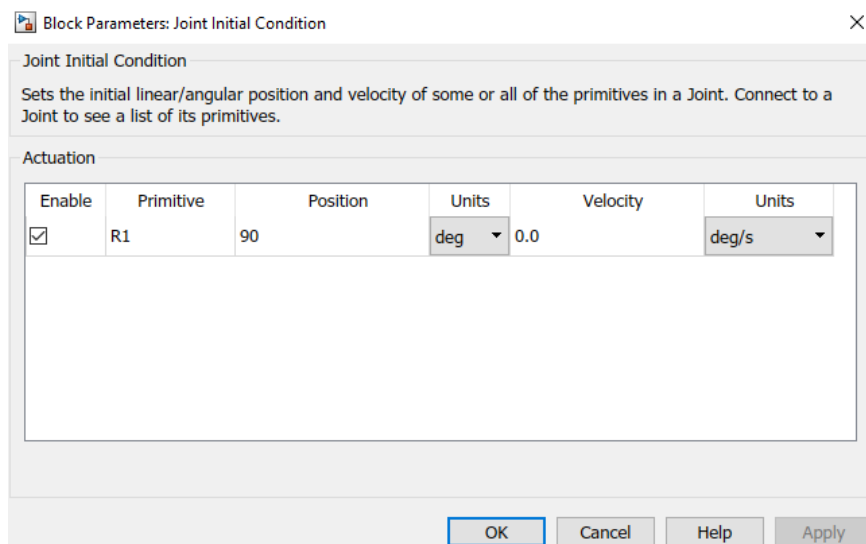 Block Parameters: Joint Initial Condition
Joint Initial Condition
Sets the initial linear/angular position and velocity of some or all of the primitives in a Joint. Connect to a
Joint to see a list of its primitives.
Actuation
Enable Primitive Position Units Velocity Units
R1 90 deg 0.0 deg/s
OK Cancel Help Apply